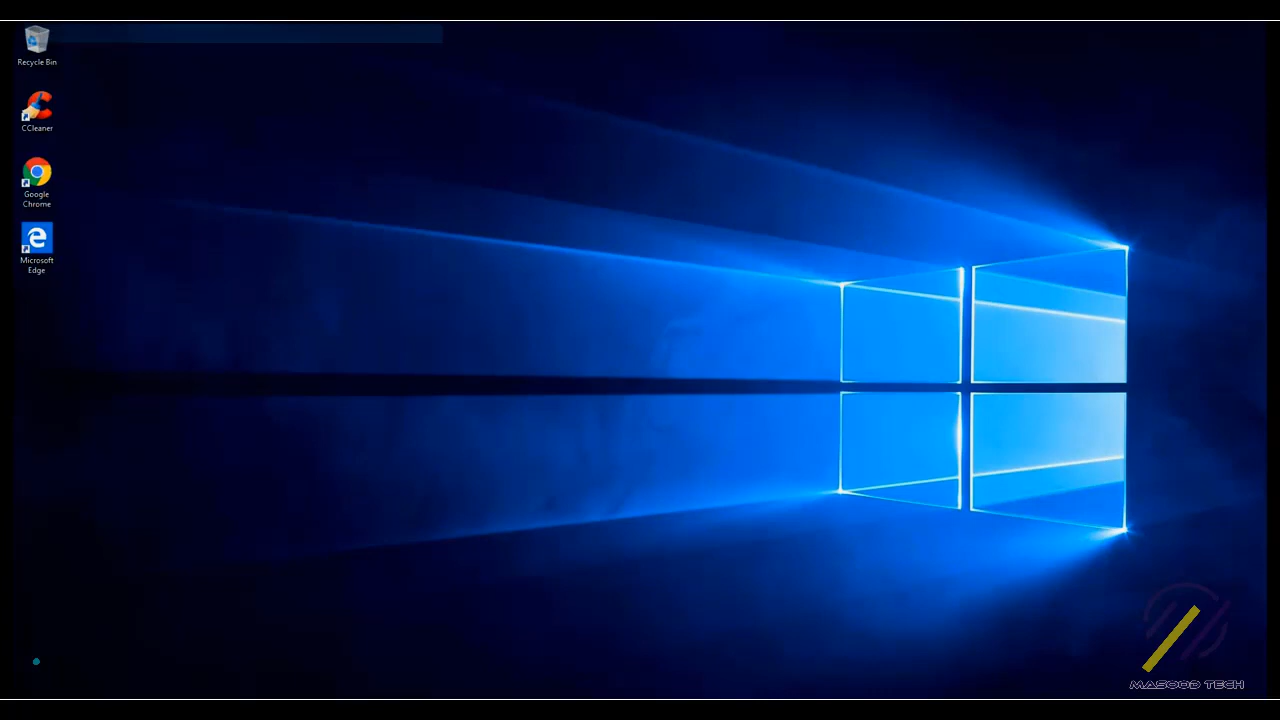 Recycle Bin
CCleaner
Google
Chrome
Microsoft
Edge
MASOOD TECH